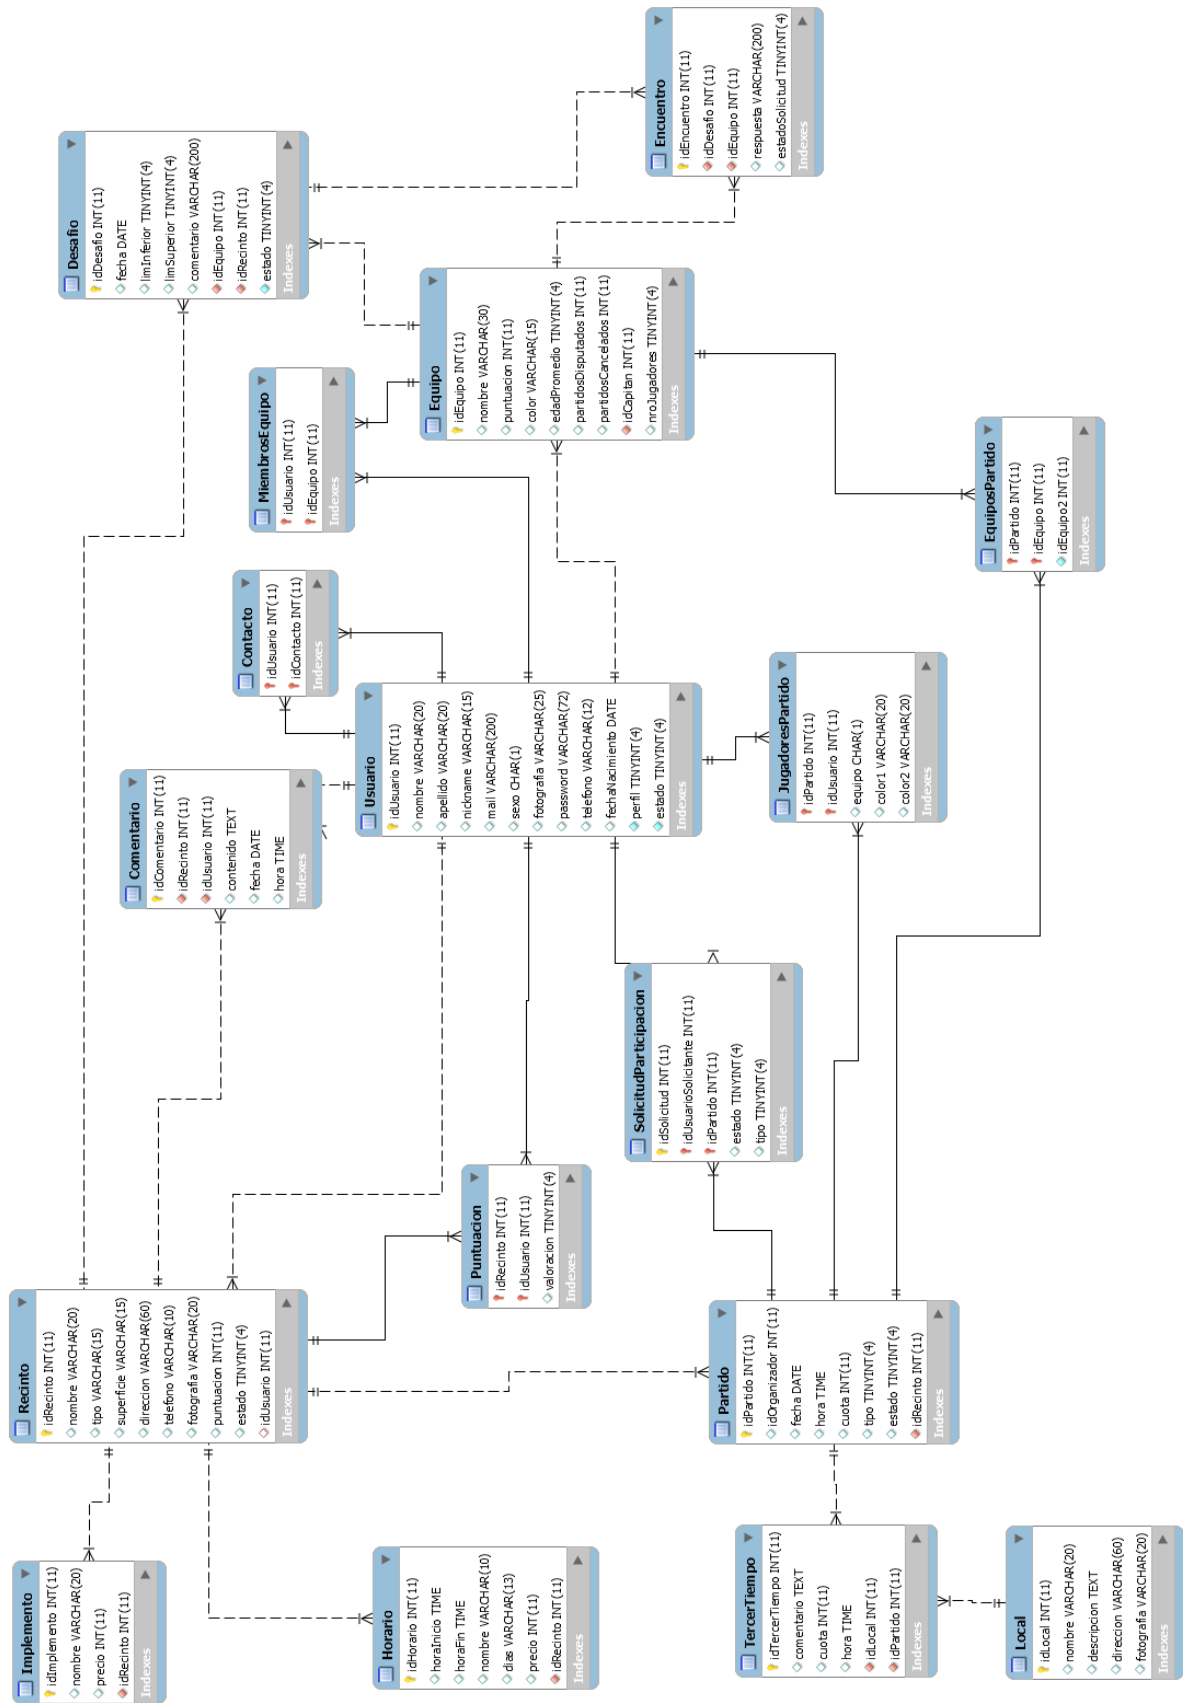 Implemento
idImplemento INT(11)
nombre VARCHAR(20)
precio INT(11)
idRecinto INT(11)
Indexes
Recinto
idRecinto INT(11)
nombre VARCHAR(20)
tipo VARCHAR(15)
superficie VARCHAR(15)
direccion VARCHAR(60)
telefono VARCHAR(10)
fotografia VARCHAR(20)
puntuacion INT(11)
estado TINYINT(4)
idUsuario INT(11)
Indexes
Desafio
idDesafio INT(11)
fecha DATE
limInferior TINYINT(4)
limSuperior TINYINT(4)
comentario VARCHAR(200)
idEquipo INT(11)
idRecinto INT(11)
estado TINYINT(4)
Indexes
Comentario
idComentario INT(11)
idRecinto INT(11)
idUsuario INT(11)
contenido TEXT
fecha DATE
hora TIME
Indexes
Contacto
idUsuario INT(11)
idContacto INT(11)
Indexes
MiembrosEquipo
idUsuario INT(11)
idEquipo INT(11)
Indexes
Horario
idHorario INT(11)
horaInicio TIME
horaFin TIME
nombre VARCHAR(10)
dias VARCHAR(13)
precio INT(11)
idRecinto INT(11)
Indexes
Puntuacion
idRecinto INT(11)
idUsuario INT(11)
valoracion TINYINT(4)
Indexes
Usuario
idUsuario INT(11)
nombre VARCHAR(20)
apellido VARCHAR(20)
nickname VARCHAR(15)
mail VARCHAR(200)
sexo CHAR(1)
fotografia VARCHAR(25)
password VARCHAR(72)
telefono VARCHAR(12)
fechaNacimiento DATE
perfil TINYINT(4)
estado TINYINT(4)
Indexes
Equipo
idEquipo INT(11)
nombre VARCHAR(30)
puntuacion INT(11)
color VARCHAR(15)
edadPromedio TINYINT(4)
partidosDisputados INT(11)
partidosCancelados INT(11)
idCapitan INT(11)
nroJugadores TINYINT(4)
Indexes
Encuentro
idEncuentro INT(11)
idDesafio INT(11)
idEquipo INT(11)
respuesta VARCHAR(200)
estadoSolicitud TINYINT(4)
Indexes
SolicitudParticipacion
idSolicitud INT(11)
idUsuarioSolicitante INT(11)
idPartido INT(11)
estado TINYINT(4)
tipo TINYINT(4)
Indexes
JugadoresPartido
idPartido INT(11)
idUsuario INT(11)
equipo CHAR(1)
color1 VARCHAR(20)
color2 VARCHAR(20)
Indexes
EquiposPartido
idPartido INT(11)
idEquipo INT(11)
idEquipo2 INT(11)
Indexes
Partido
idPartido INT(11)
idOrganizador INT(11)
fecha DATE
hora TIME
cuota INT(11)
tipo TINYINT(4)
estado TINYINT(4)
idRecinto INT(11)
Indexes
TercerTiempo
idTercerTiempo INT(11)
comentario TEXT
cuota INT(11)
hora TIME
idLocal INT(11)
idPartido INT(11)
Indexes
Local
idLocal INT(11)
nombre VARCHAR(20)
descripcion TEXT
direccion VARCHAR(60)
fotografia VARCHAR(20)
Indexes